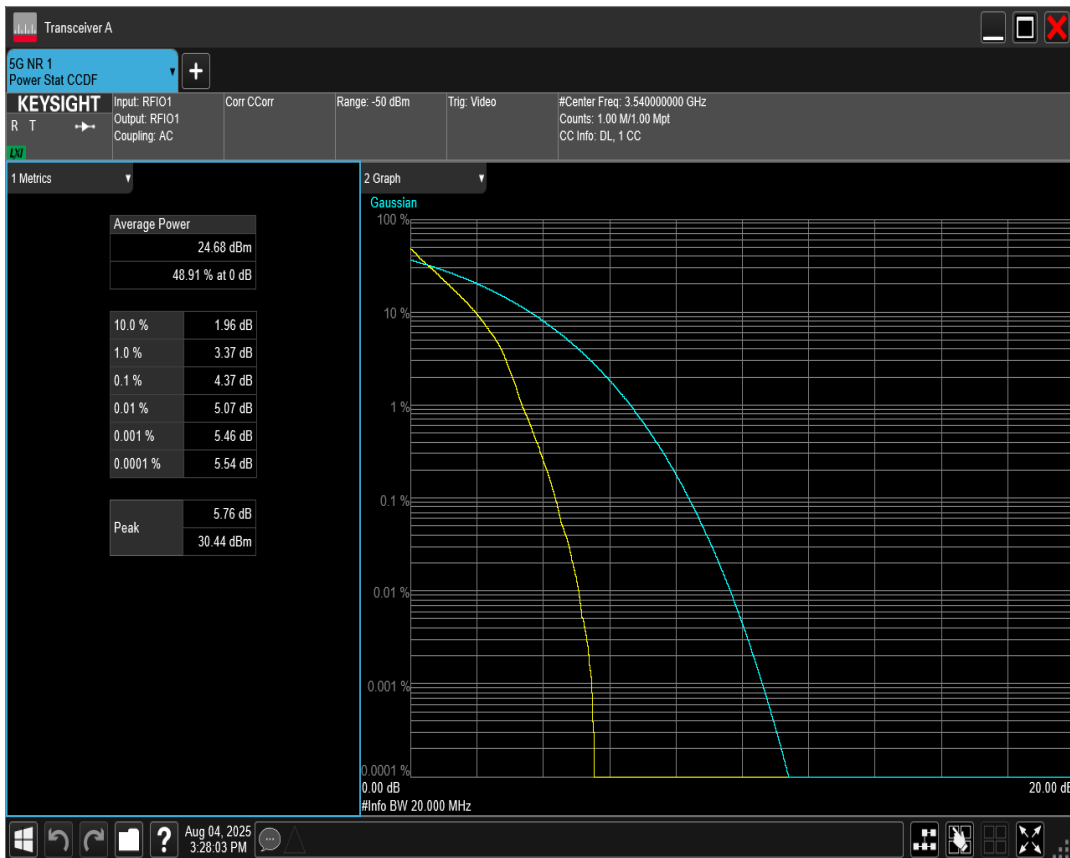 Transceiver A
5G NR 1
Power Stat CCDF
KEYSIGHT
R T
LXI
Input: RFIO1
Output: RFIO1
Coupling: AC
Corr CCorr
Range: -50 dBm
Trig: Video
#Center Freq: 3.540000000 GHz
Counts: 1.00 M/1.00 Mpt
CC Info: DL, 1 CC
1 Metrics
Average Power
24.68 dBm
48.91 % at 0 dB
10.0 % 1.96 dB
1.0 % 3.37 dB
0.1 % 4.37 dB
0.01 % 5.07 dB
0.001 % 5.46 dB
0.0001 % 5.54 dB
Peak
5.76 dB
30.44 dBm
2 Graph
Gaussian
100 %
10 %
1 %
0.1 %
0.01 %
0.001 %
0.0001 %
0.00 dB 20.00 dB
#Info BW 20.000 MHz
?
Aug 04, 2025
3:28:03 PM